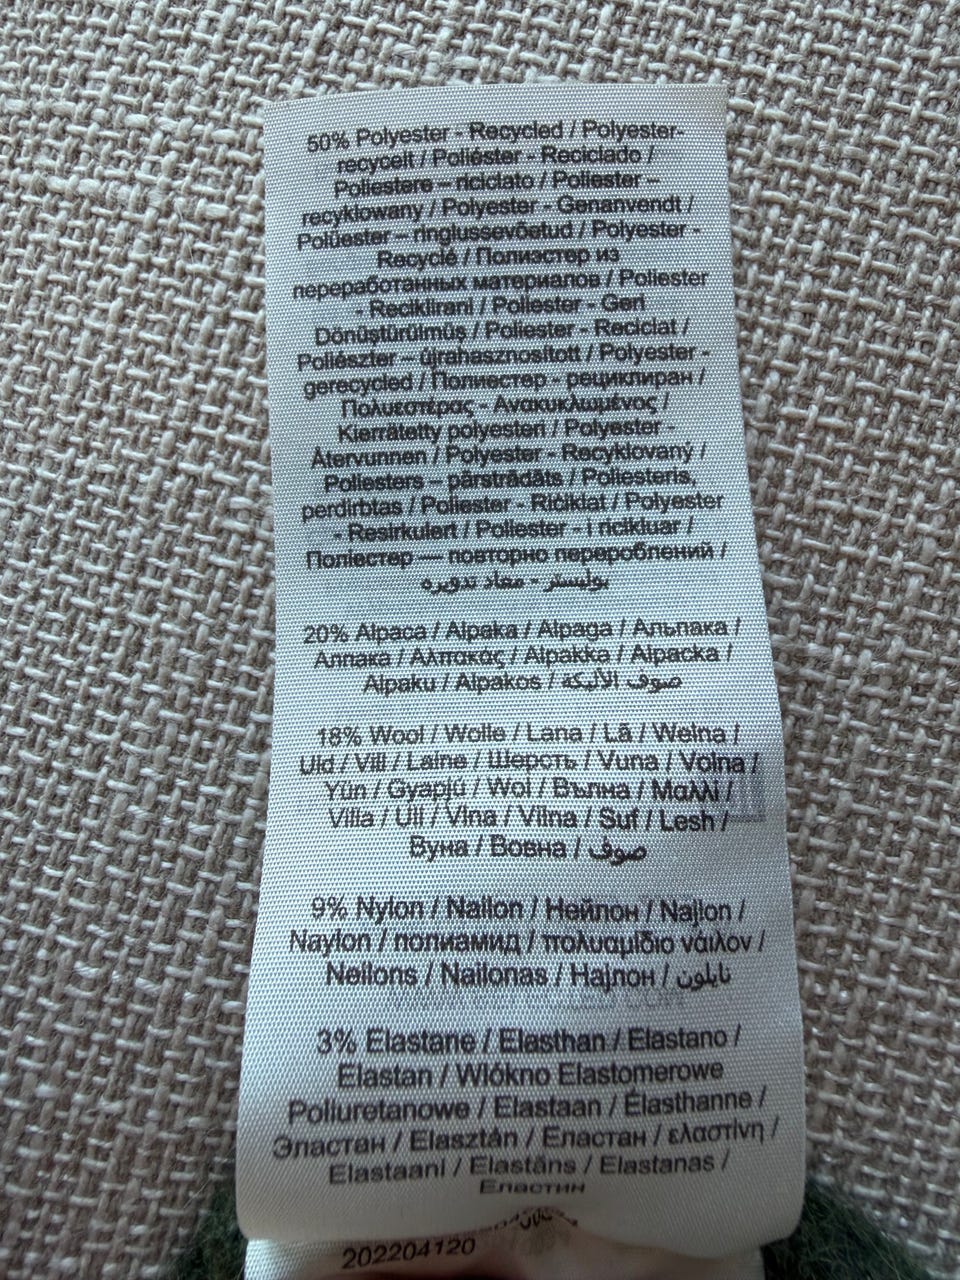 50% Polyester - Recycled / Polyester-
recycelt / Poliéster - Reciclado /
Poliestere – riciclato / Poliester –
recyklowany / Polyester - Genanvendt /
Polüester – ringlussevõetud / Polyester -
Recyclé / Полиэстер из
переработанных материалов / Poliester
- Reciklirani / Poliester - Geri
Dönüştürülmüş / Poliester - Reciclat /
Poliészter – újrahasznosított / Polyester -
gerecycled / Полиестер - рециклиран /
Πολυεστέρας - Ανακυκλωμένος /
Kierrätetty polyesteri / Polyester -
Återvunnen / Polyester - Recyklovaný /
Poliesters – pārstrādāts / Poliesteris,
perdirbtas / Poliester - Ričiklat / Polyester
- Resirkulert / Poliester - i ricikluar /
Поліестер — повторно перероблений /
بوليستر - معاد تدويره
20% Alpaca / Alpaka / Alpaga / Альпака /
Алпака / Αλπακάς / Alpakka / Alpacka /
Alpaku / Alpakos / صوف الألبكة
18% Wool / Wolle / Lana / Lã / Wełna /
Uld / Vill / Laine / Шерсть / Vuna / Volna /
Yün / Gyapjú / Wol / Вълна / Μαλλί /
Villa / Ull / Vlna / Vilna / Suf / Lesh /
Вуна / Вовна / صوف
9% Nylon / Nailon / Нейлон / Najlon /
Naylon / полиамид / πολυαμίδιο νάιλον /
Neilons / Nailonas / Најлон / نايلون
3% Elastane / Elasthan / Elastano /
Elastan / Włókno Elastomerowe
Poliuretanowe / Elastaan / Élasthanne /
Эластан / Elasztán / Еластан / ελαστίνη /
Elastaani / Elastāns / Elastanas /
Еластин
202204120